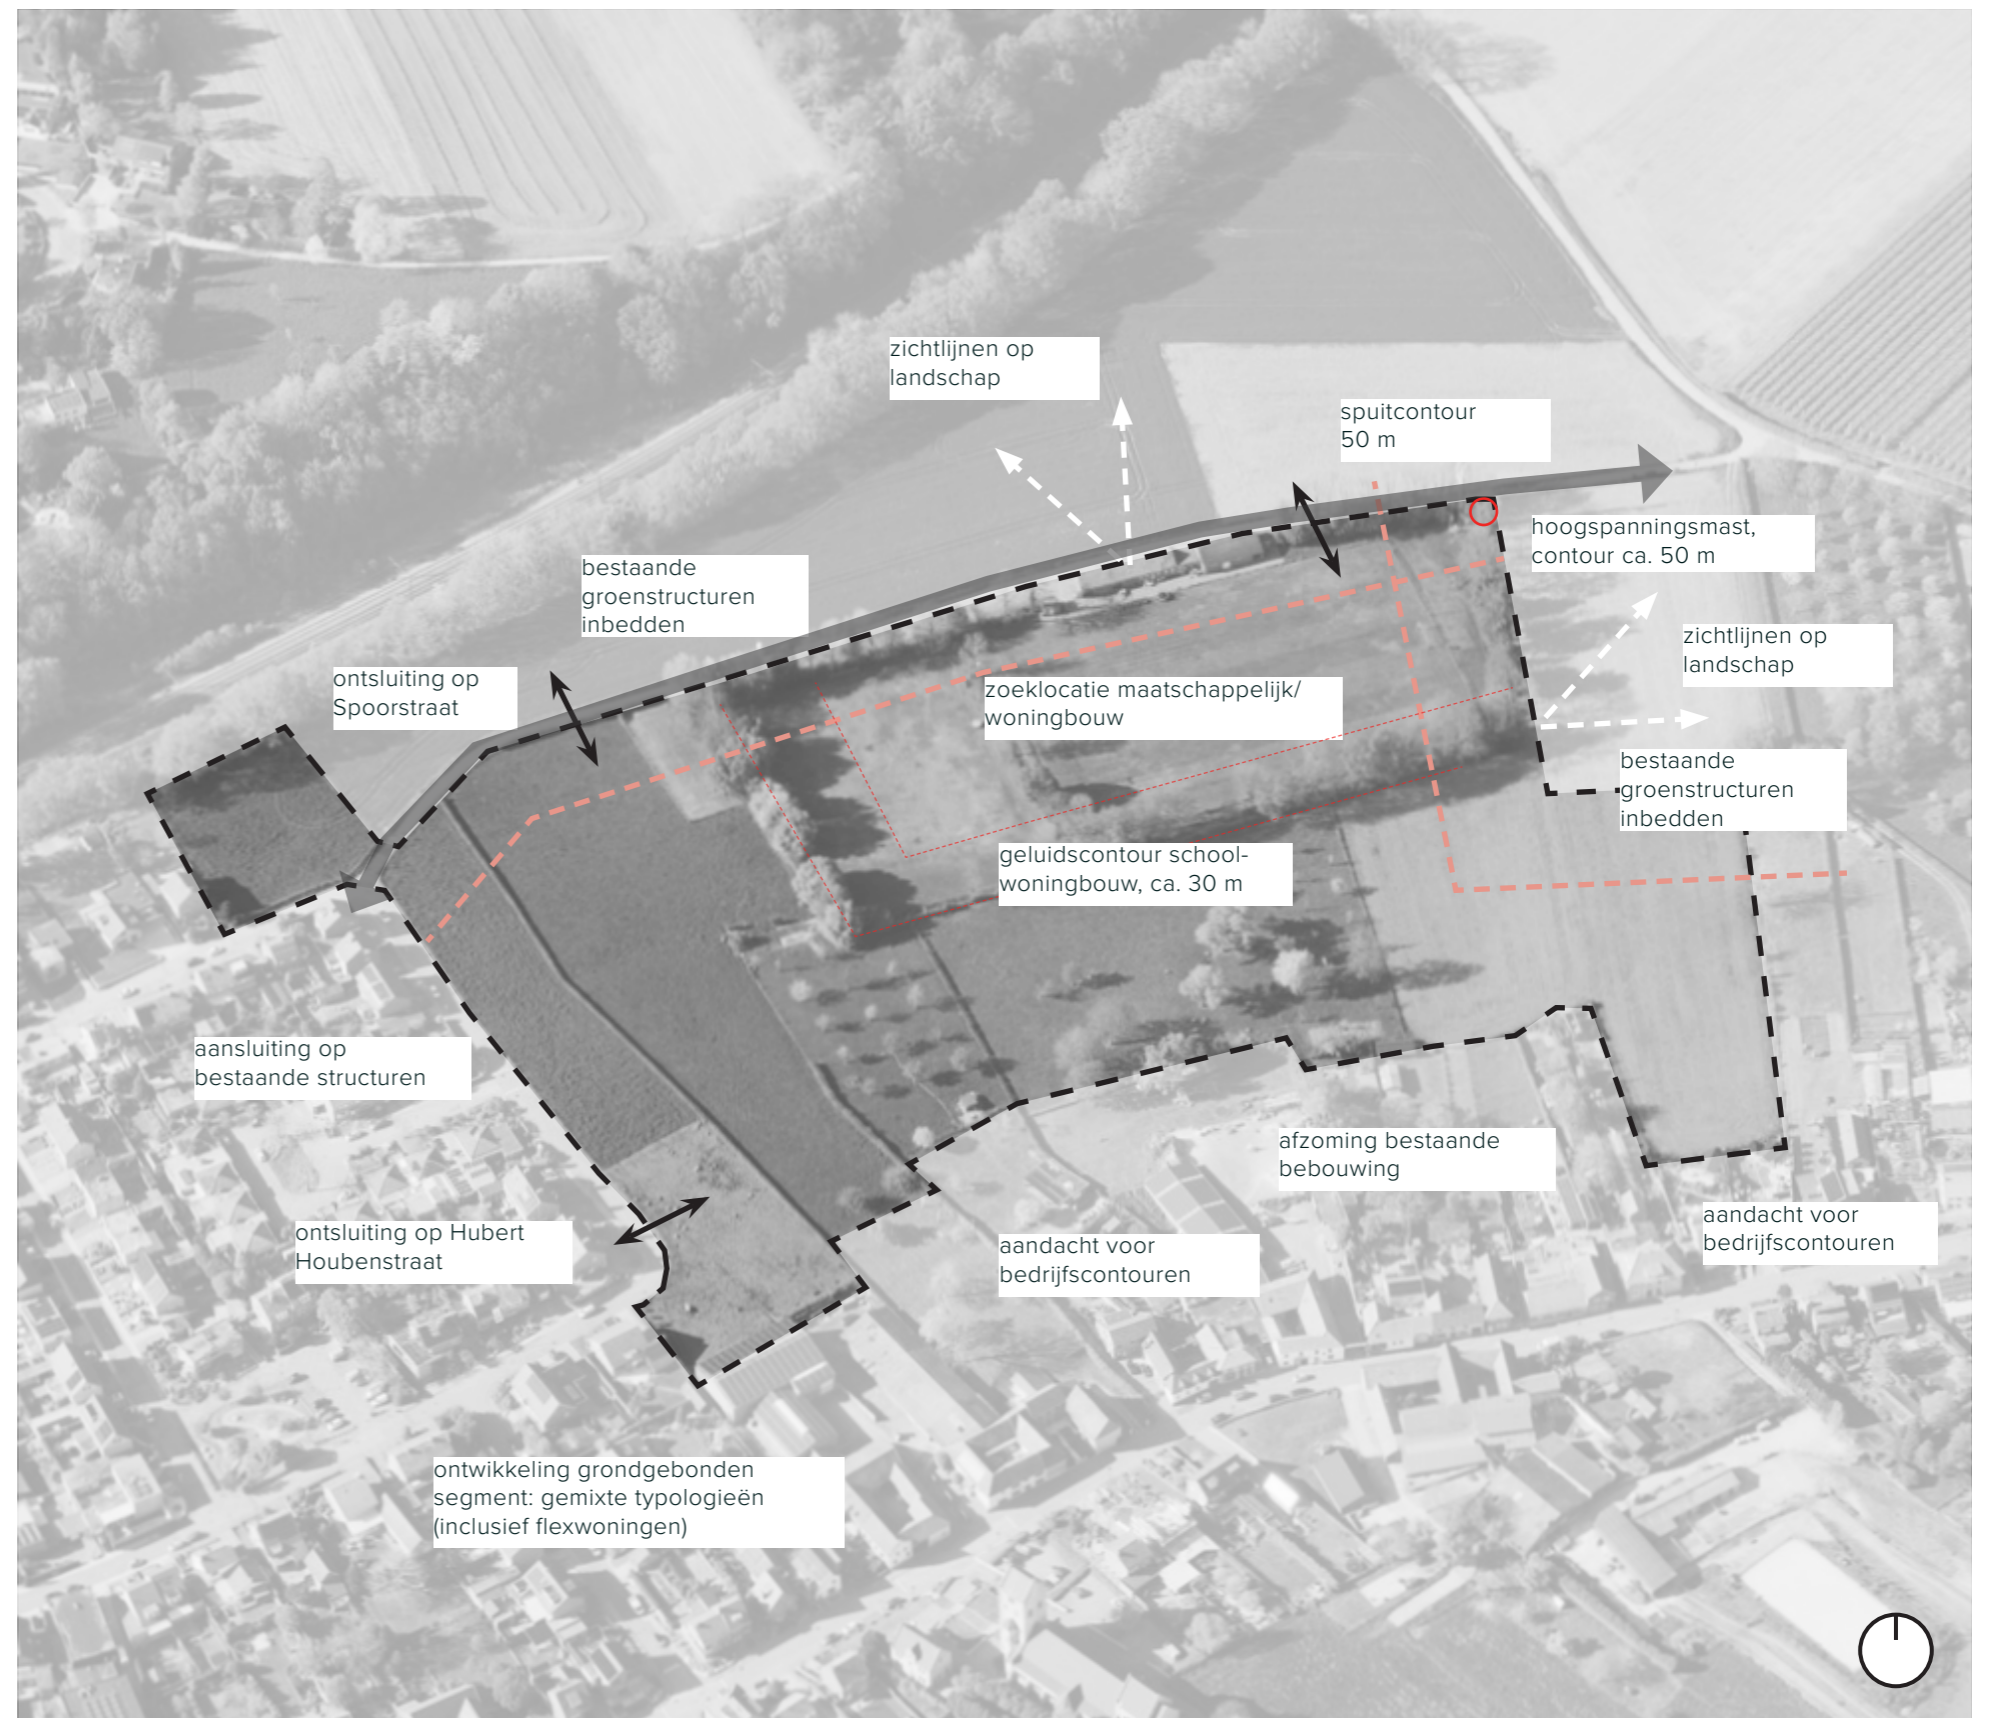 zichtlijnen op
landschap
spuitcontour
50 m
hoogspanningsmast,
contour ca. 50 m
bestaande
groenstructuren
inbedden
zichtlijnen op
landschap
ontsluiting op
Spoorstraat
zoeklocatie maatschappelijk/
woningbouw
bestaande
groenstructuren
inbedden
geluidscontour school-
woningbouw, ca. 30 m
aansluiting op
bestaande structuren
afzoming bestaande
bebouwing
aandacht voor
bedrijfscontouren
ontsluiting op Hubert
Houbenstraat
aandacht voor
bedrijfscontouren
ontwikkeling grondgebonden
segment: gemixte typologieën
(inclusief flexwoningen)